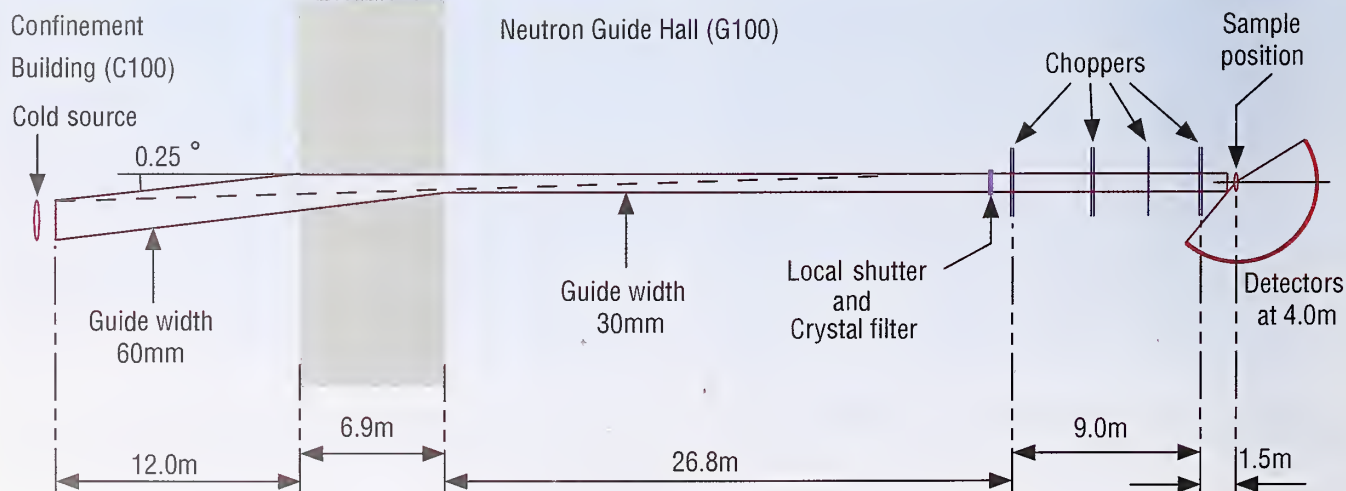 Confinement
Building (C100)
Neutron Guide Hall (G100)
Sample
position
Choppers
Cold source
0.25 °
Guide width
60mm
Guide width
30mm
Local shutter
and
Crystal filter
Detectors
at 4.0m
6.9m
9.0m
12.0m
26.8m
1.5m